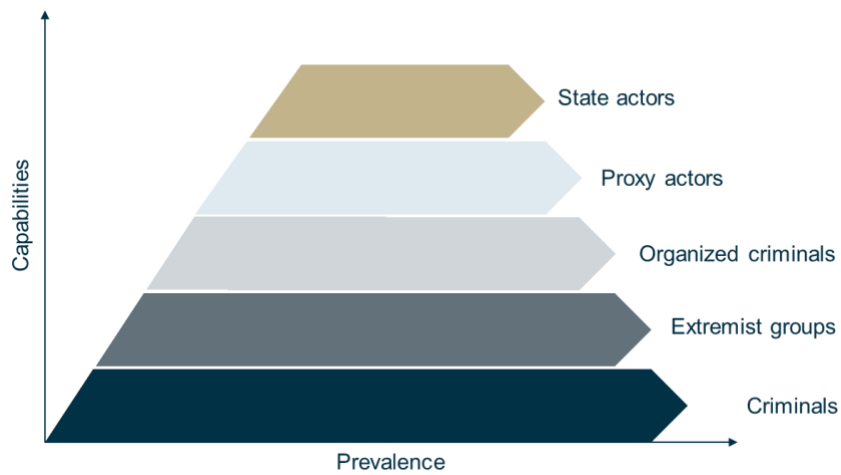 State actors
Proxy actors
Organized criminals
Extremist groups
Criminals
Capabilities
Prevalence